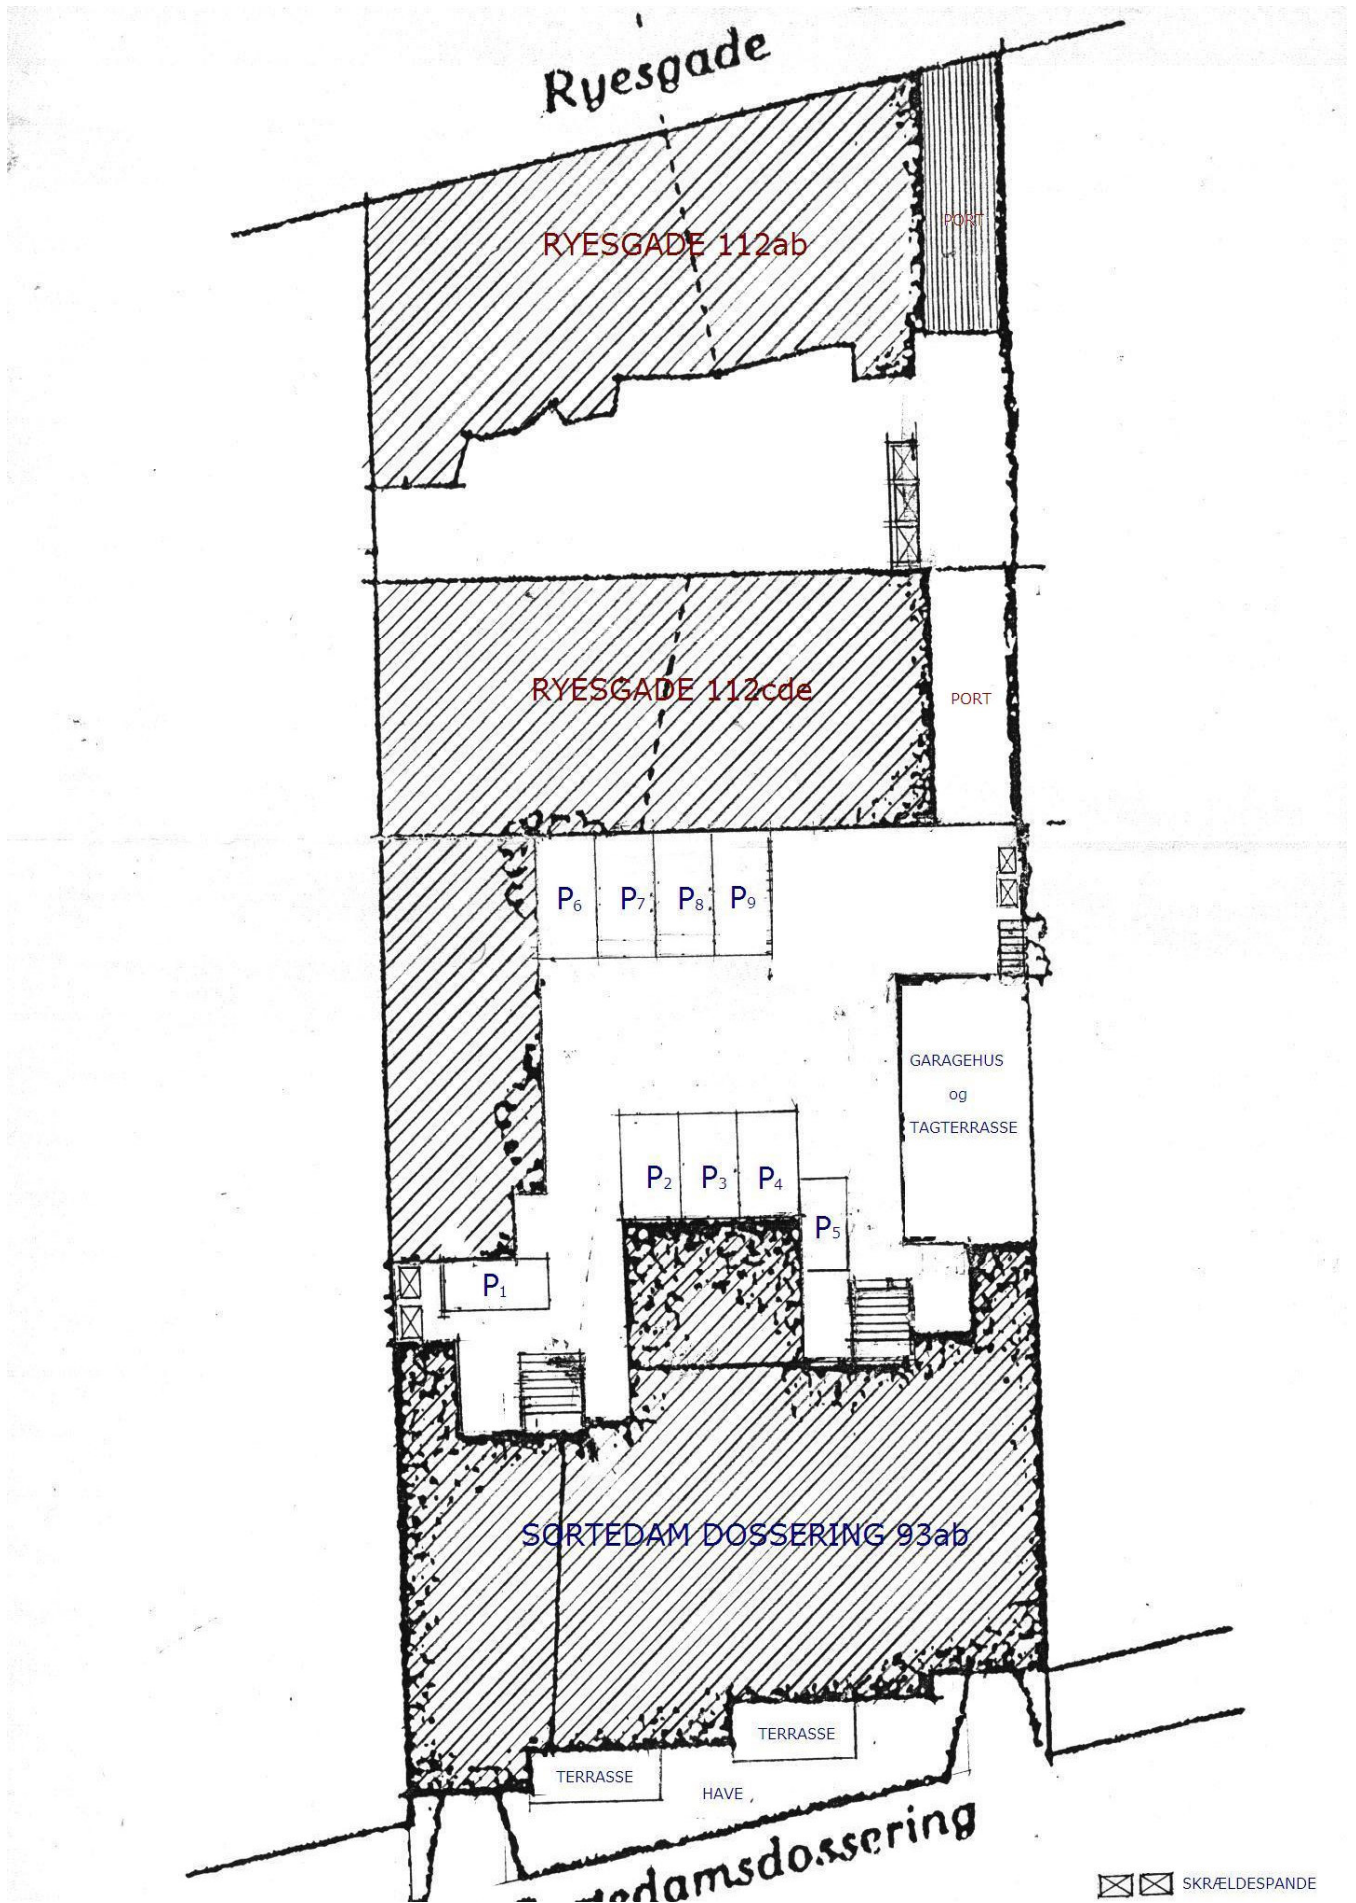 Ryesgade
PORT
RYESGADE 112ab
RYESGADE 112cde
PORT
P6 P7 P8 P9
GARAGEHUS
og
TAGTERRASSE
P2 P3 P4
P5
P1
SORTEDAM DOSSERING 93ab
TERRASSE
TERRASSE
HAVE
SKRÆLDESPANDE